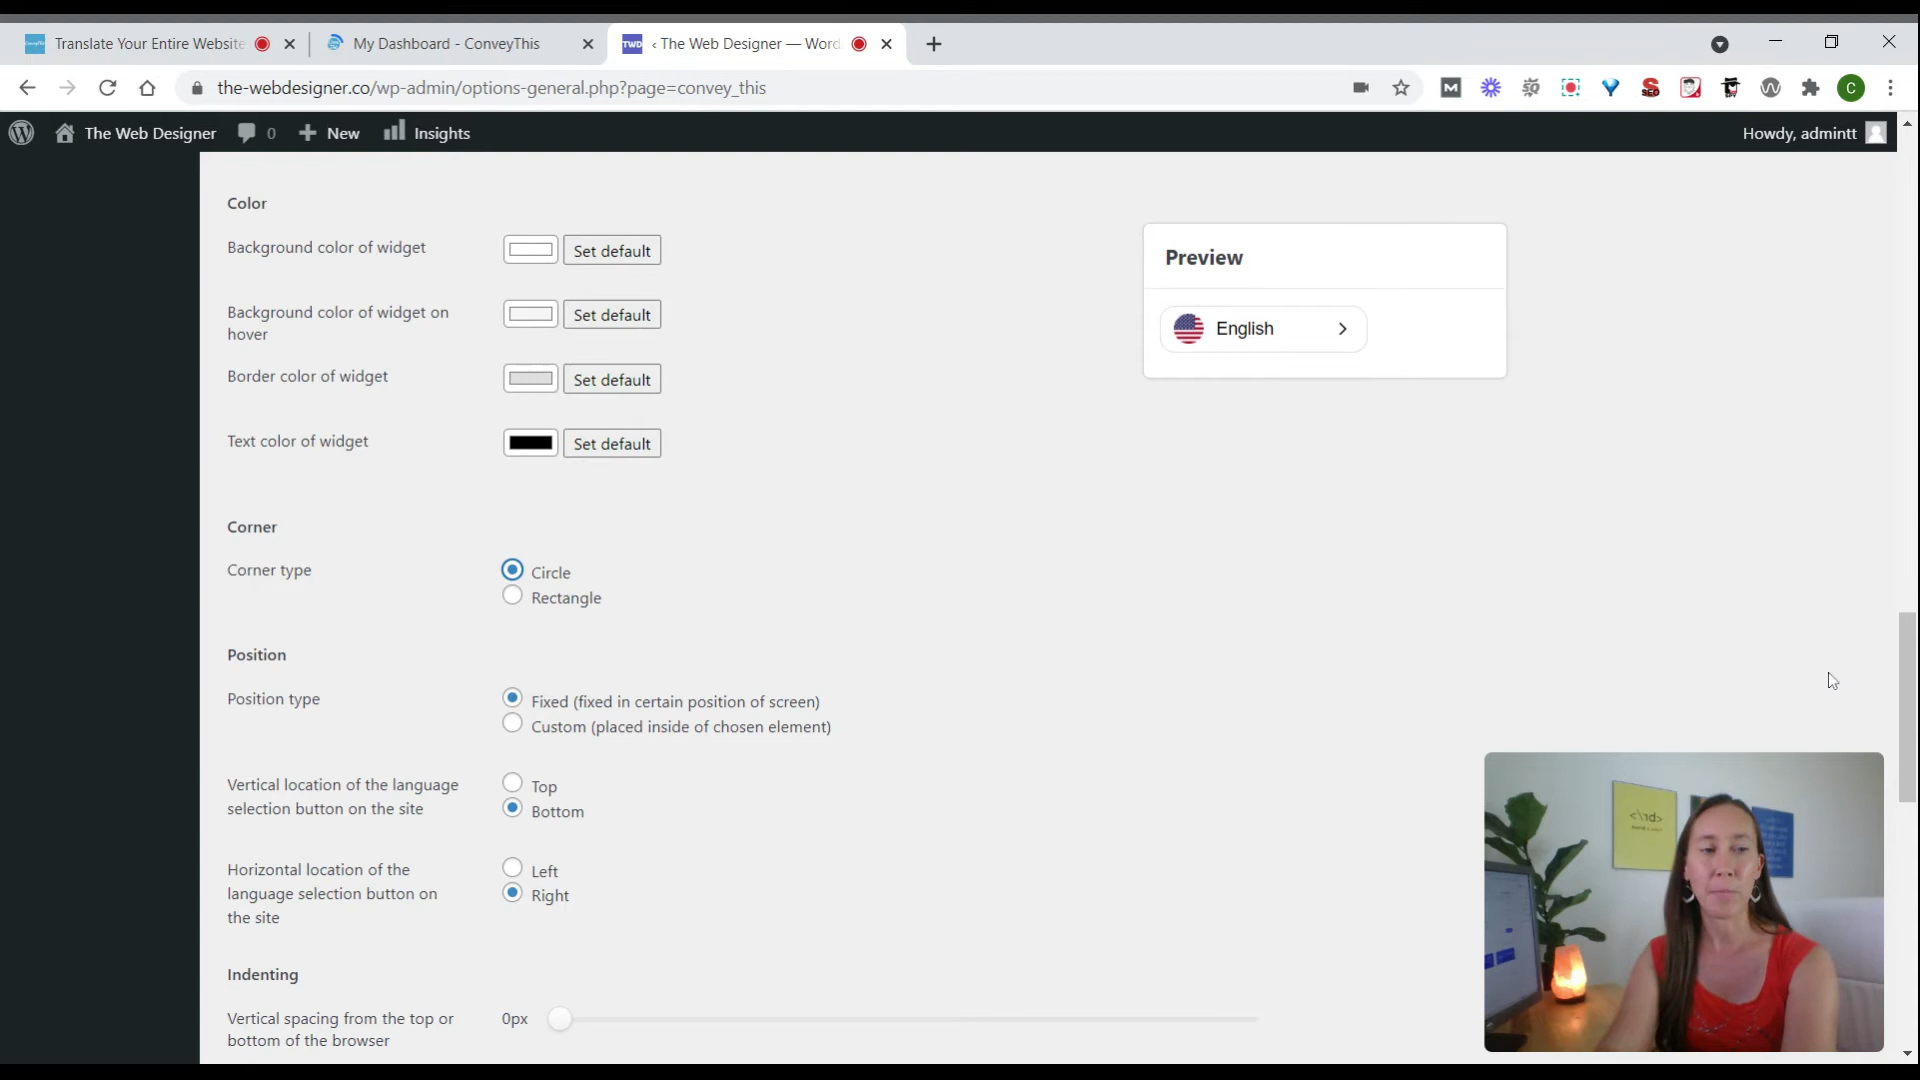 Translate Your Entire Website
My Dashboard - ConveyThis
TWD
‹ The Web Designer — Word
the-webdesigner.co/wp-admin/options-general.php?page=convey_this
M
SEO
C
The Web Designer
0
New
Insights
Howdy, admintt
Color
Background color of widget
Set default
Background color of widget on
hover
Set default
Border color of widget
Set default
Text color of widget
Set default
Preview
English
Corner
Corner type
Circle
Rectangle
Position
Position type
Fixed (fixed in certain position of screen)
Custom (placed inside of chosen element)
Vertical location of the language
selection button on the site
Top
Bottom
Horizontal location of the
language selection button on
the site
Left
Right
Indenting
Vertical spacing from the top or
bottom of the browser
0px